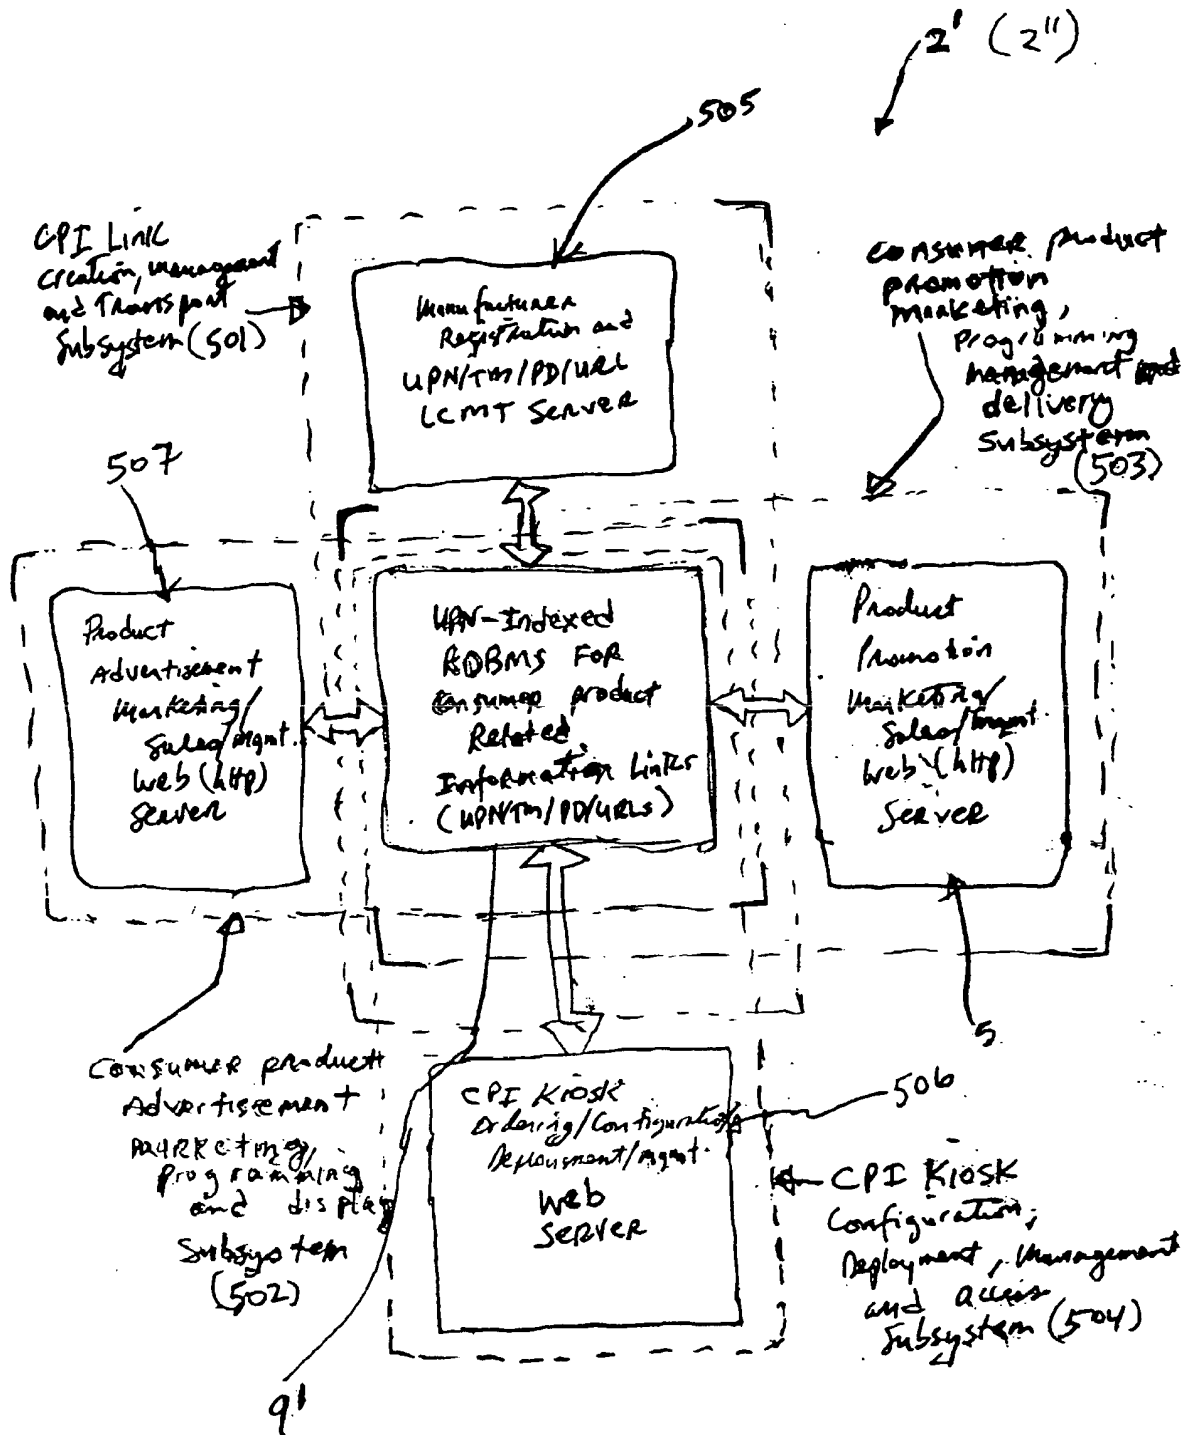 2' (2")
505
CPI Link
Creation, management
and Transport
Subsystem (501)
Manufacturer
Registration and
UPN/TM/PD/URL
LCMT Server
Consumer product
promotion
marketing,
programming
management and
delivery
Subsystem
(503)
507
Product
Advertisement
Marketing/
Sales/Mgmt.
Web (http)
Server
UPN-Indexed
RDBMS FOR
Consumer product
Related
Information Links
(UPN/TM/PD/URLs)
Product
Promotion
Marketing/
Sales/Mgmt.
Web (http)
Server
5
Consumer product
Advertisement
Marketing,
programming
and display
Subsystem
(502)
CPI Kiosk
Ordering/Configuration/
Deployment/Mgmt.
Web
Server
506
CPI Kiosk
Configuration,
Deployment, Management
and access
Subsystem (504)
9'